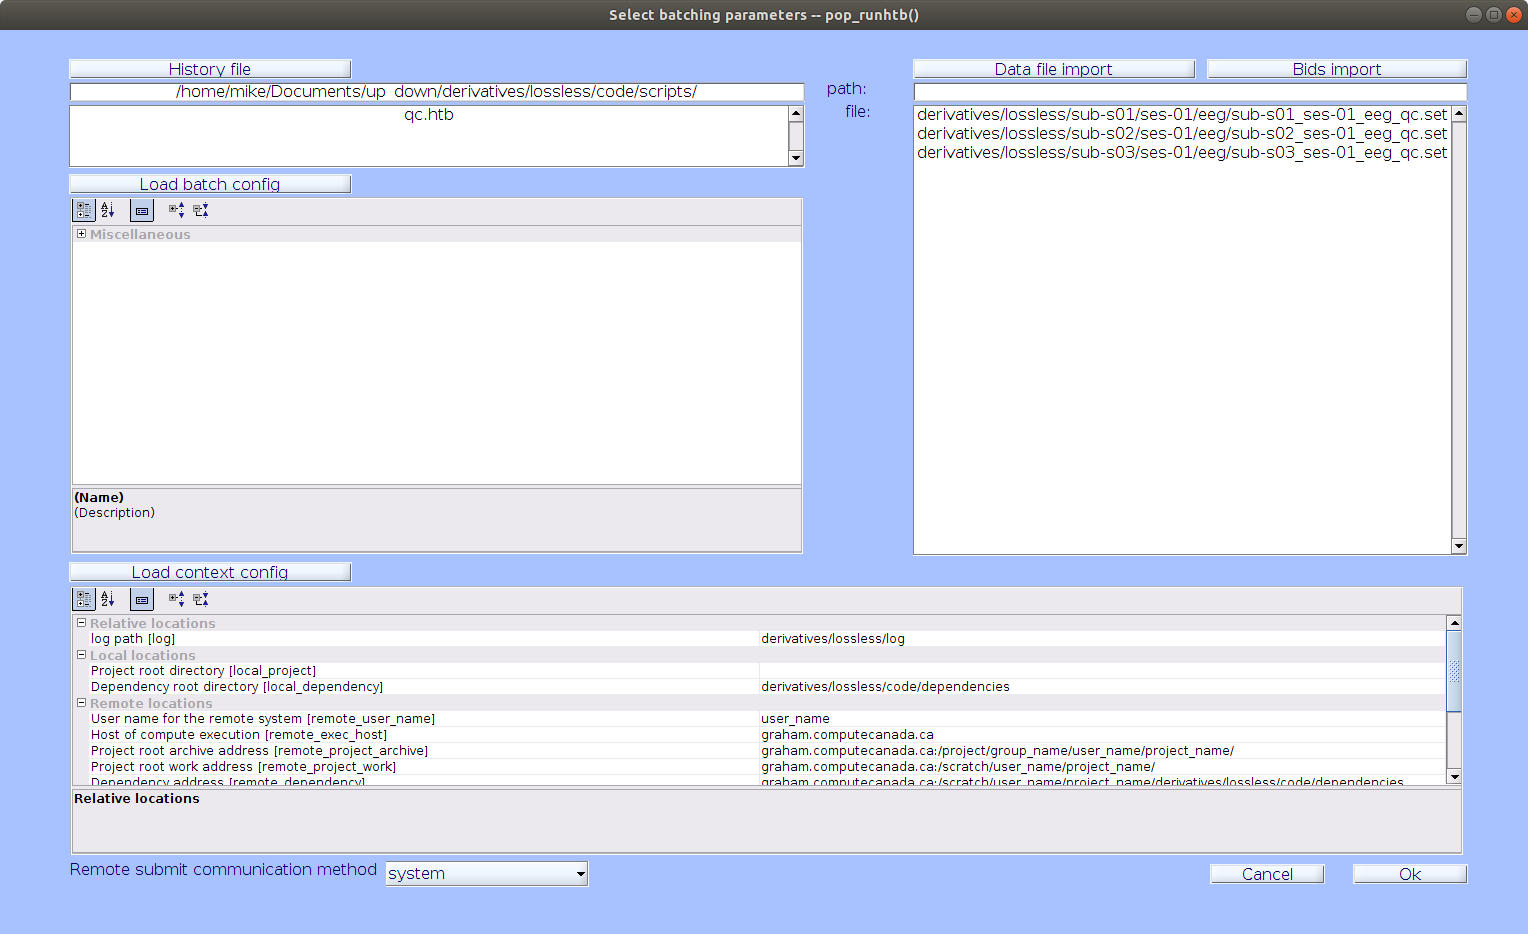 Select batching parameters -- pop_runhtb()
History file
/home/mike/Documents/up down/derivatives/lossless/code/scripts/
qc.htb
Data file import
Bids import
path:
file:
derivatives/lossless/sub-s01/ses-01/eeg/sub-s01_ses-01_eeg_qc.set
derivatives/lossless/sub-s02/ses-01/eeg/sub-s02_ses-01_eeg_qc.set
derivatives/lossless/sub-s03/ses-01/eeg/sub-s03_ses-01_eeg_qc.set
Load batch config
Miscellaneous
(Name)
(Description)
Load context config
Relative locations
log path [log] derivatives/lossless/log
Local locations
Project root directory [local_project]
Dependency root directory [local_dependency] derivatives/lossless/code/dependencies
Remote locations
User name for the remote system [remote_user_name] user_name
Host of compute execution [remote_exec_host] graham.computecanada.ca
Project root archive address [remote_project_archive] graham.computecanada.ca:/project/group_name/user_name/project_name/
Project root work address [remote_project_work] graham.computecanada.ca:/scratch/user_name/project_name/
Dependency address [remote_dependency] graham.computecanada.ca:/scratch/user_name/project_name/derivatives/lossless/code/dependencies
Relative locations
Remote submit communication method
system
Cancel
Ok